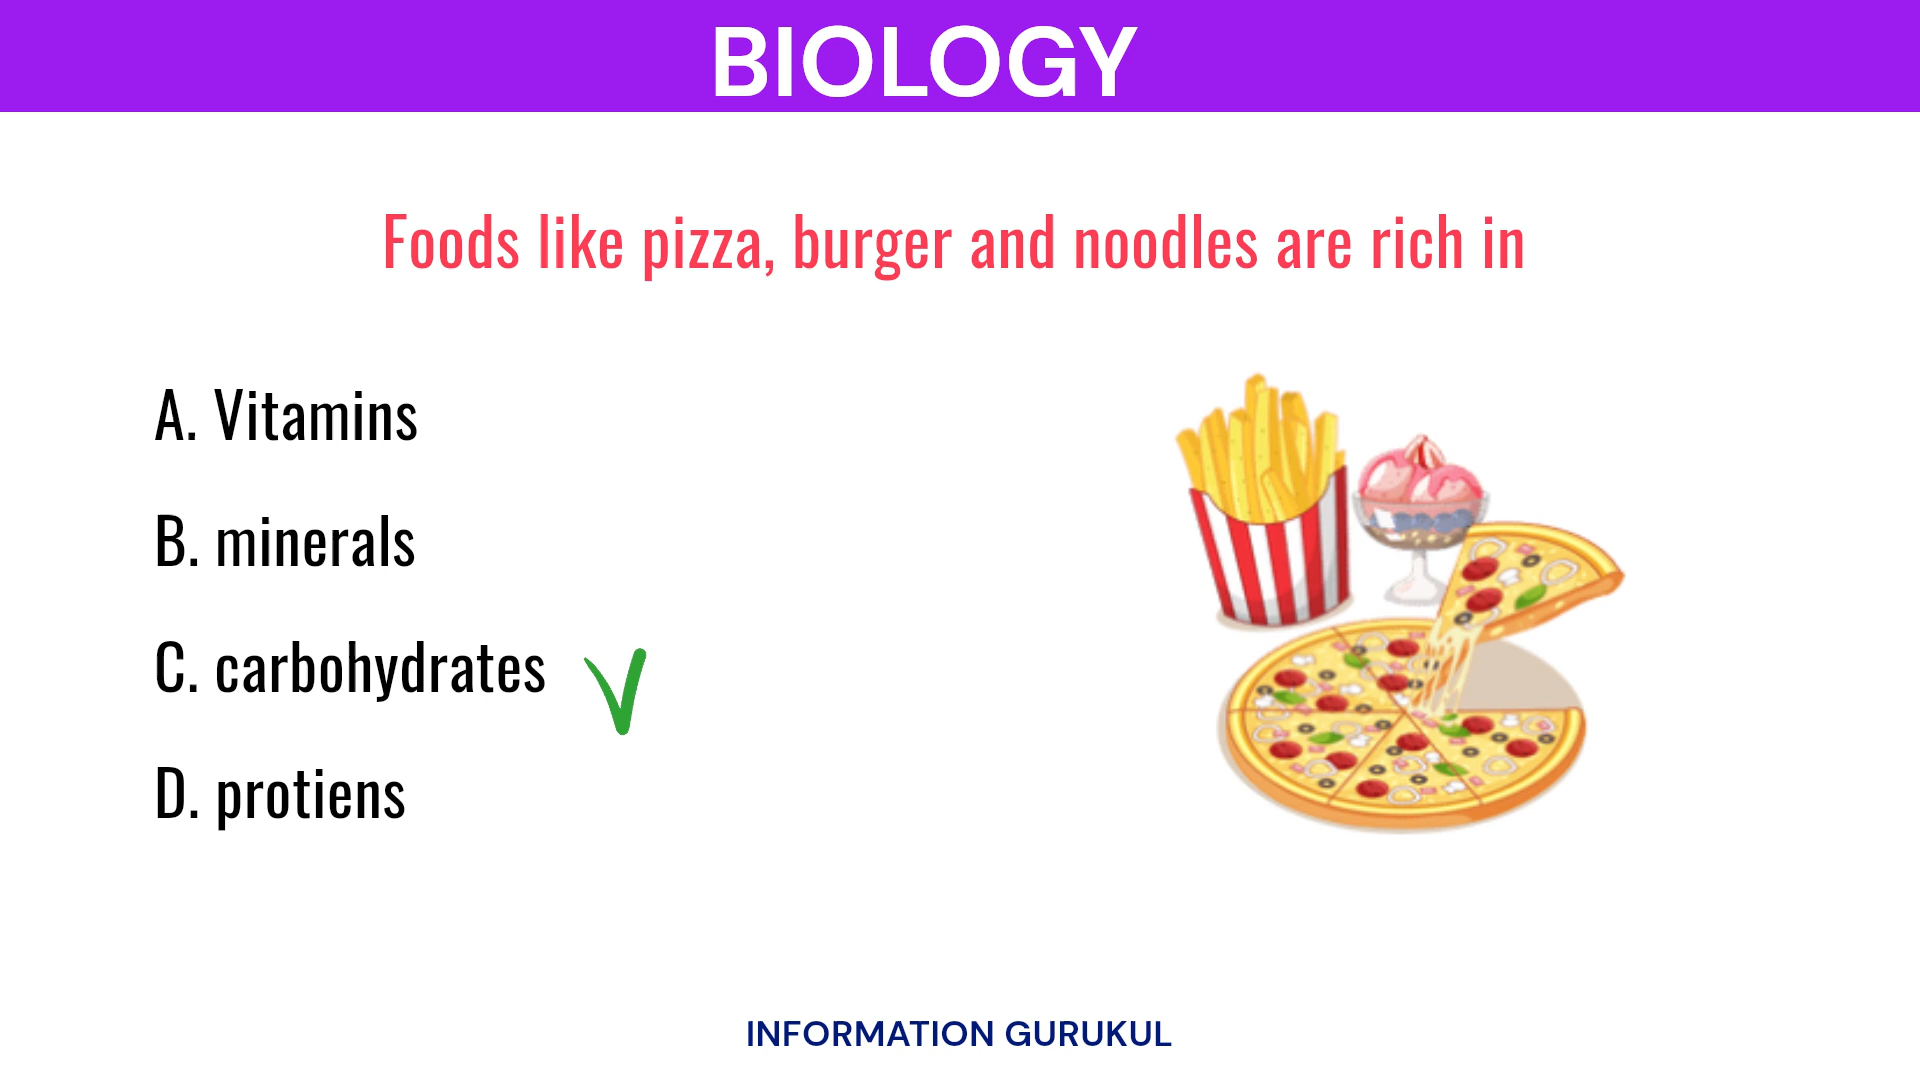 BIOLOGY
Foods like pizza, burger and noodles are rich in
A. Vitamins
B. minerals
C. carbohydrates
D. protiens
INFORMATION GURUKUL